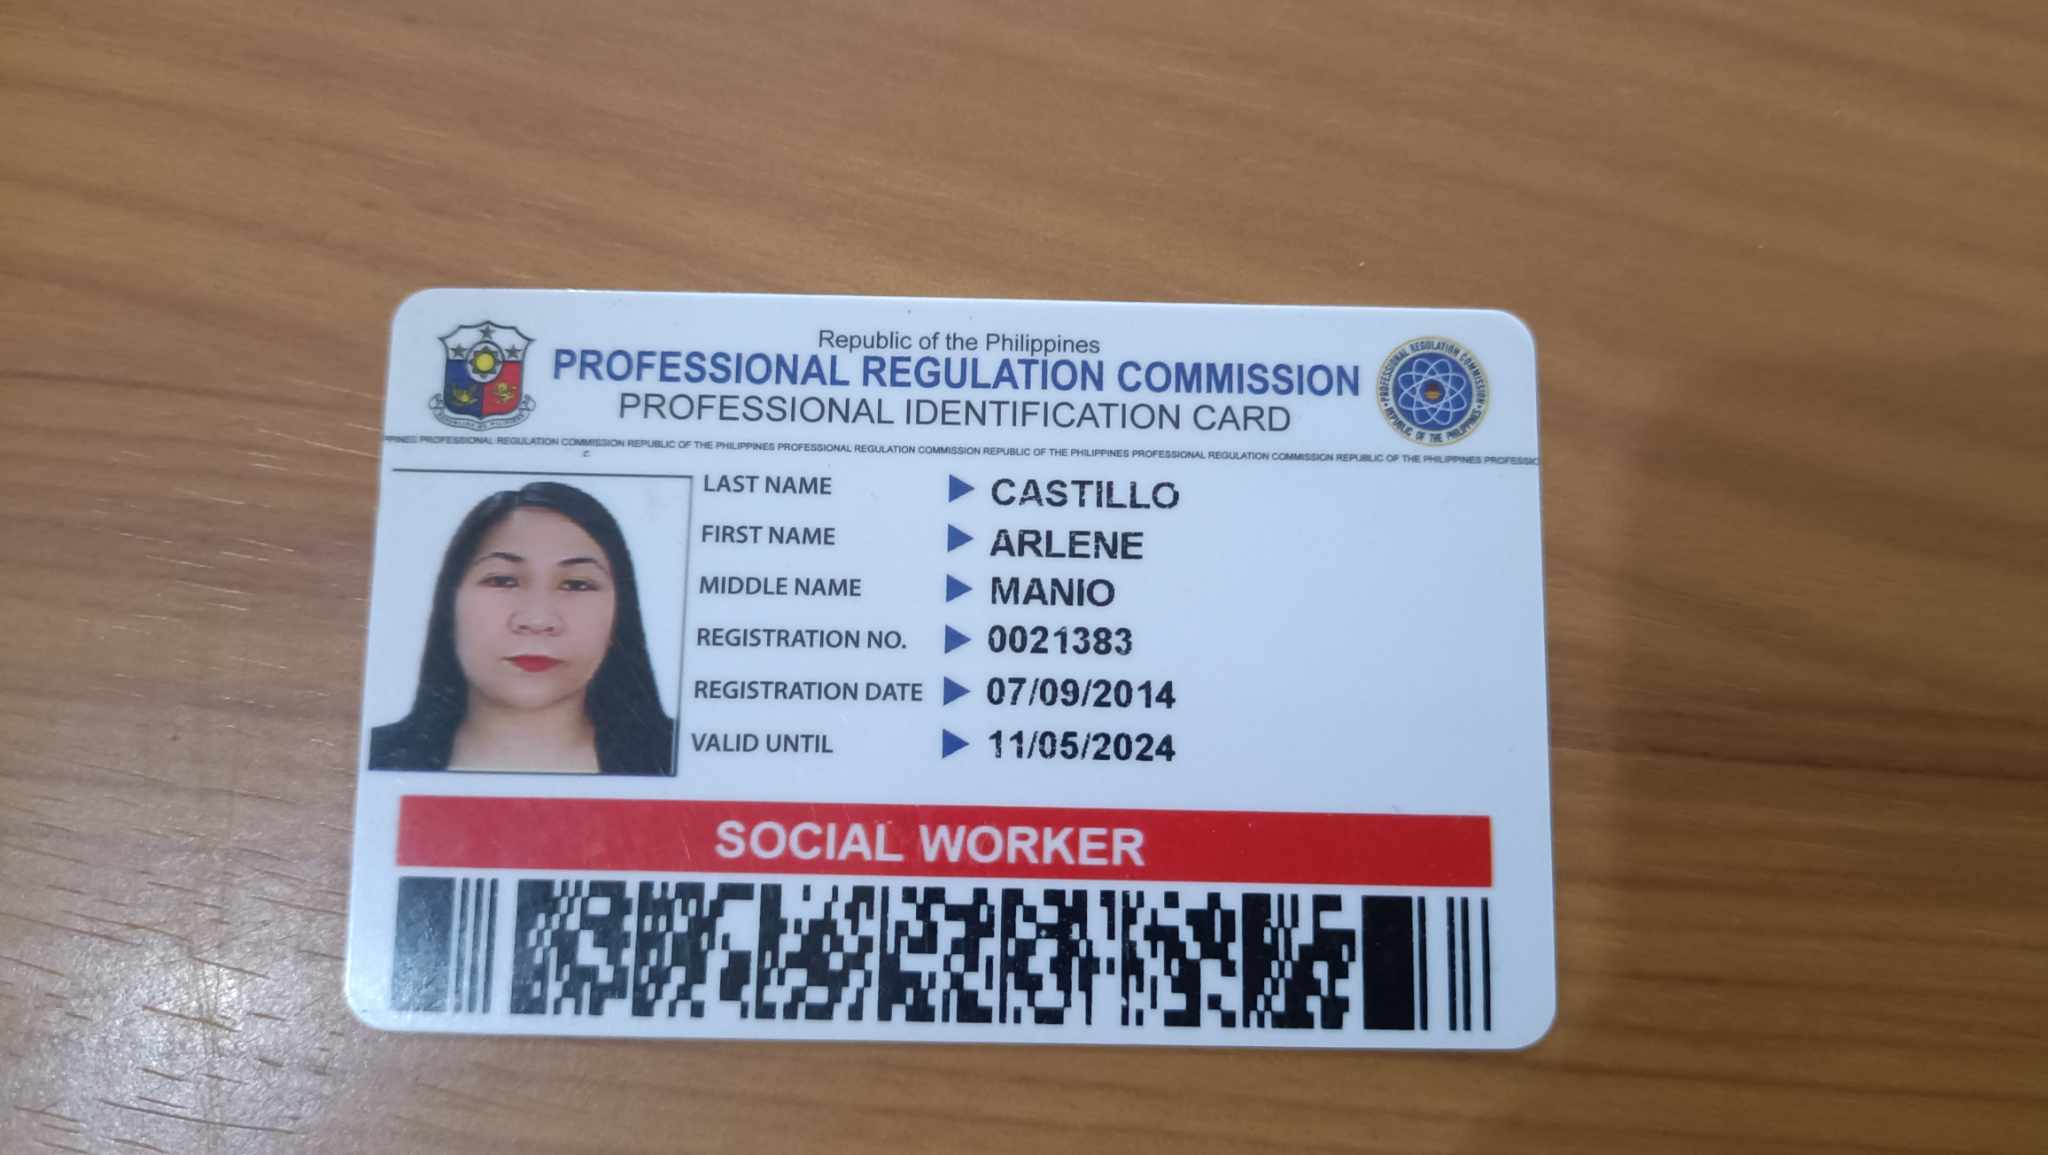 Republic of the Philippines
PROFESSIONAL REGULATION COMMISSION
PROFESSIONAL IDENTIFICATION CARD
PROFESSIONAL REGULATION COMMISSION REPUBLIC OF THE PHILIPPINES
PROFESSIONAL REGULATION COMMISSION REPUBLIC OF THE PHILIPPINES PROFESSIONAL REGULATION COMMISSION REPUBLIC OF THE PHILIPPINES PROFESSIONAL REGULATION COMMISSION REPUBLIC OF THE PHILIPPINES
LAST NAME CASTILLO
FIRST NAME ARLENE
MIDDLE NAME MANIO
REGISTRATION NO. 0021383
REGISTRATION DATE 07/09/2014
VALID UNTIL 11/05/2024
SOCIAL WORKER